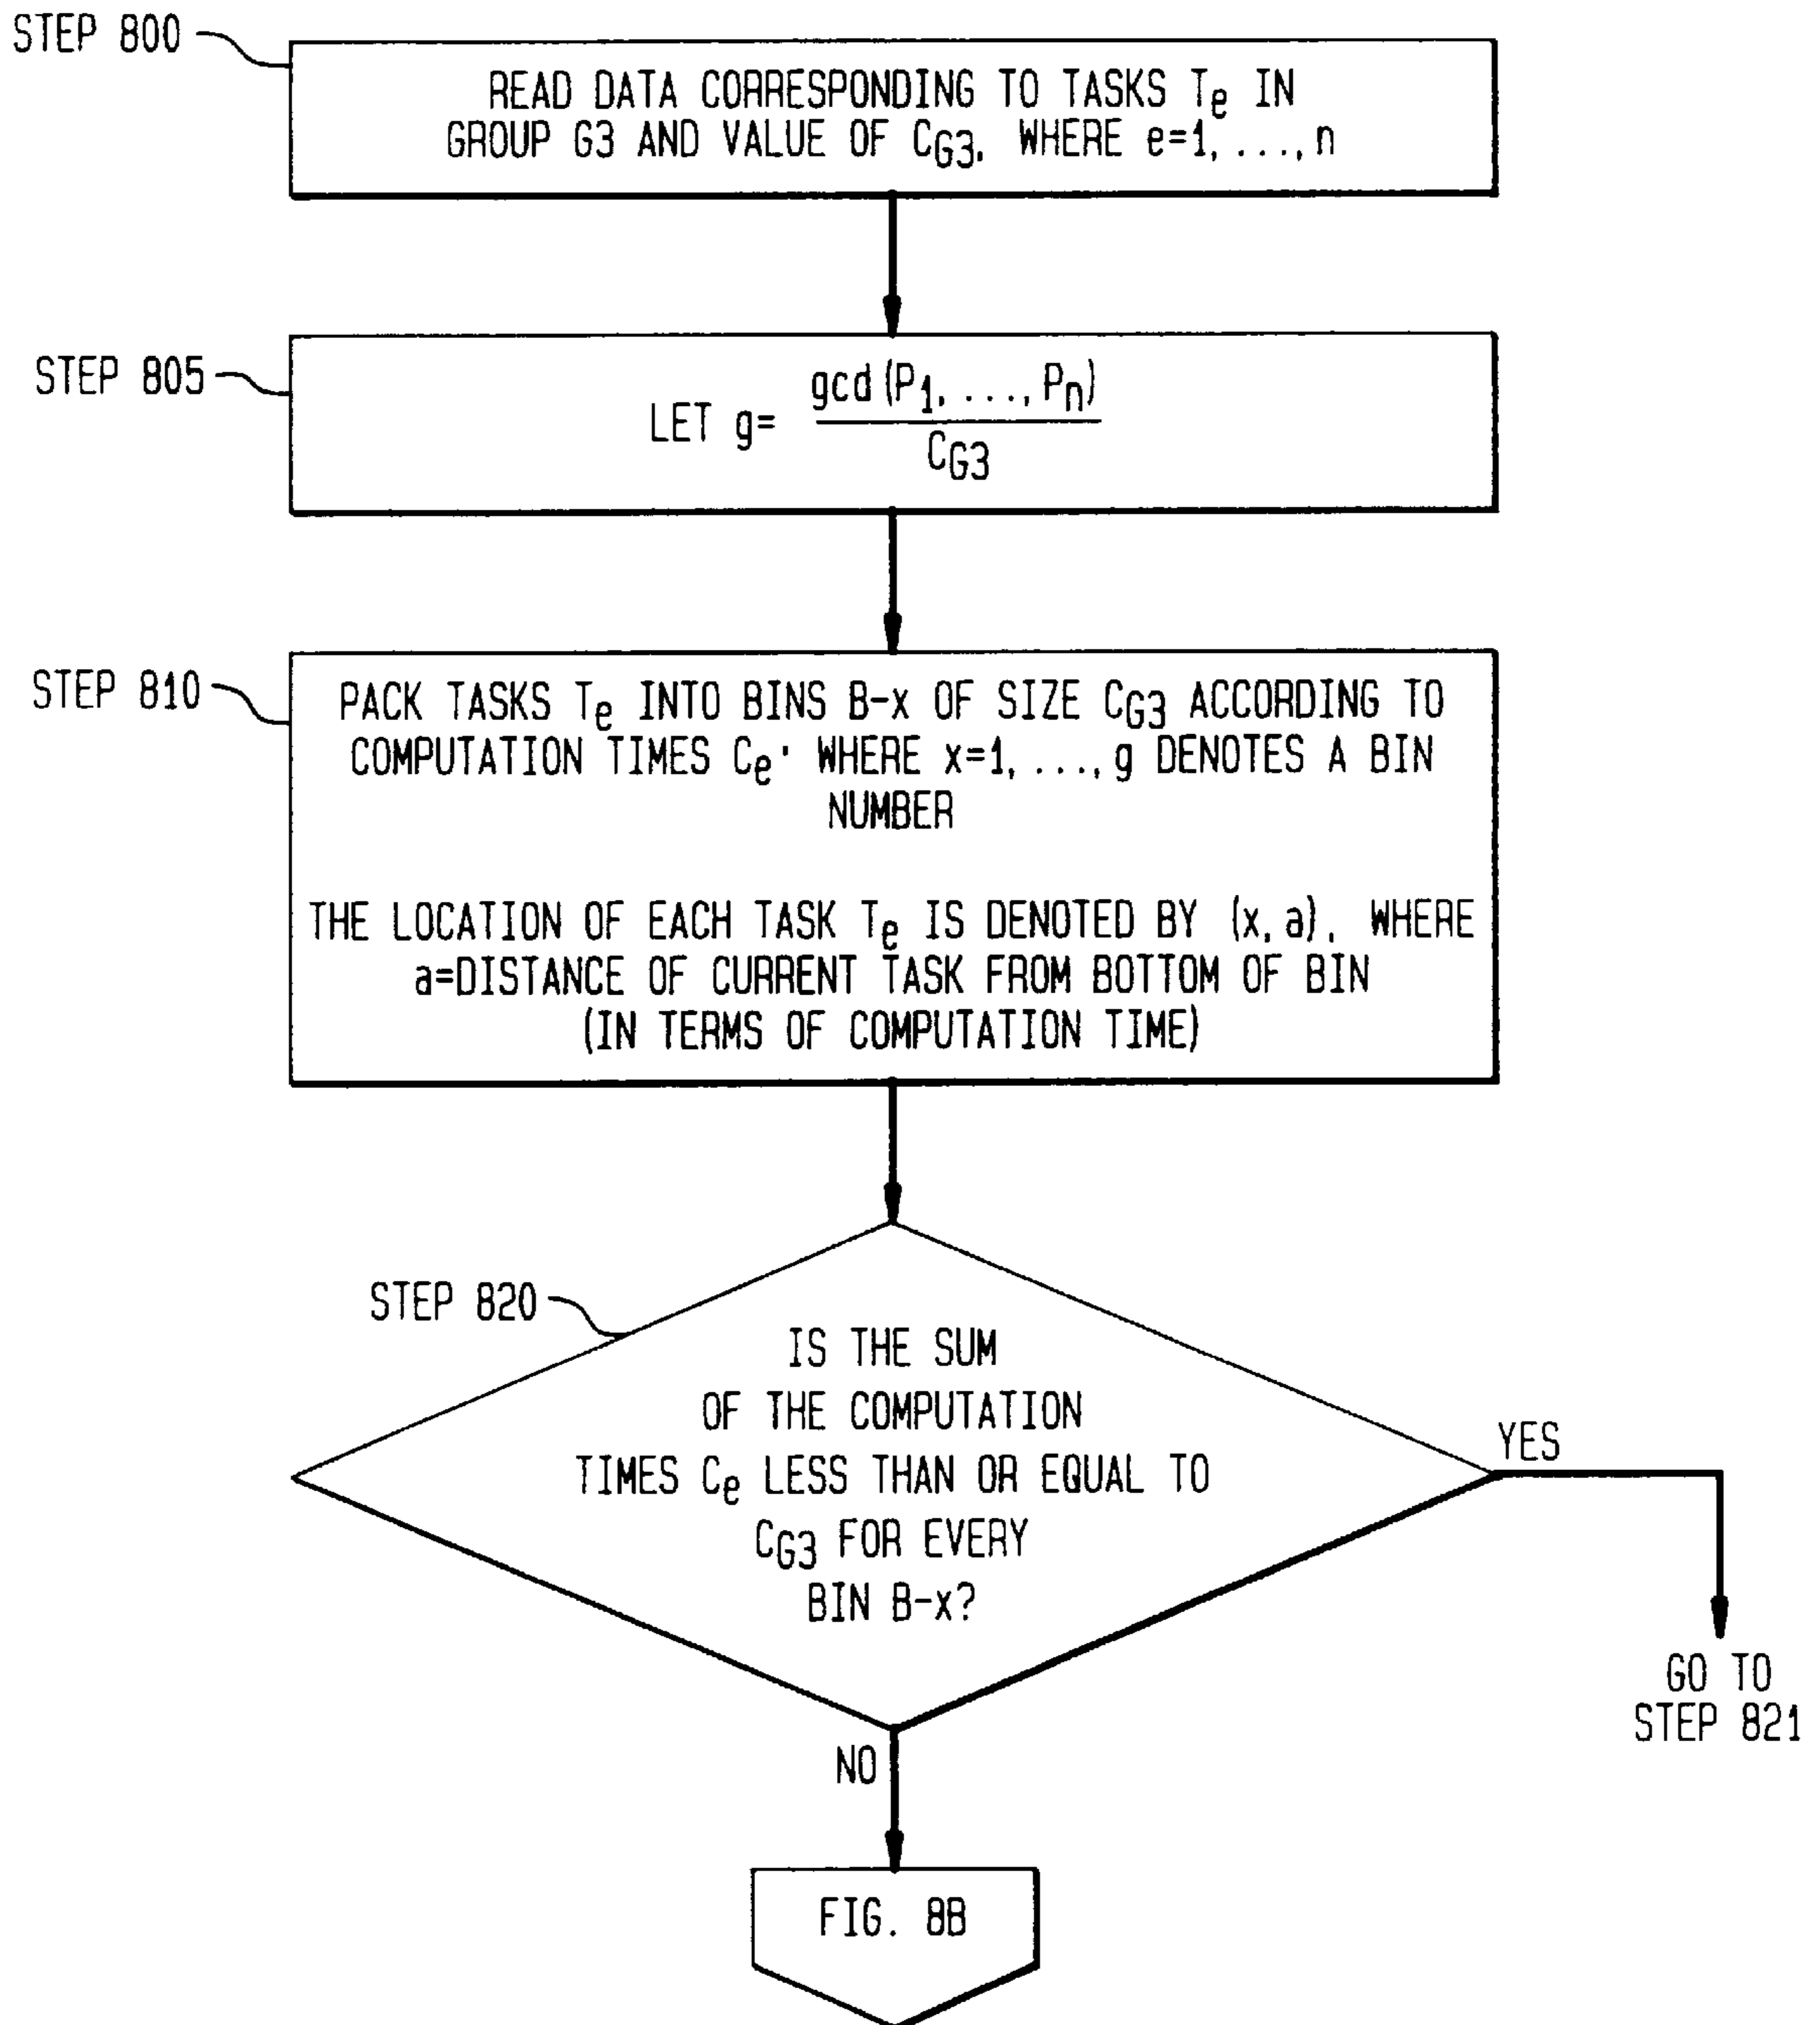 STEP 800
READ DATA CORRESPONDING TO TASKS Te IN
GROUP G3 AND VALUE OF CG3. WHERE e=1, ..., n
STEP 805
LET g= gcd (P1, ..., Pn)
CG3
STEP 810
PACK TASKS Te INTO BINS B-x OF SIZE CG3 ACCORDING TO
COMPUTATION TIMES Ce. WHERE x=1, ..., g DENOTES A BIN
NUMBER
THE LOCATION OF EACH TASK Te IS DENOTED BY (x, a), WHERE
a=DISTANCE OF CURRENT TASK FROM BOTTOM OF BIN
(IN TERMS OF COMPUTATION TIME)
STEP 820
IS THE SUM
OF THE COMPUTATION
TIMES Ce LESS THAN OR EQUAL TO
CG3 FOR EVERY
BIN B-x?
YES
GO TO
STEP 821
NO
FIG. 8B